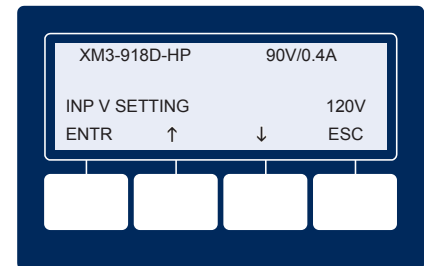 XM3-918D-HP 90V/0.4A
INP V SETTING 120V
ENTR ↑ ↓ ESC